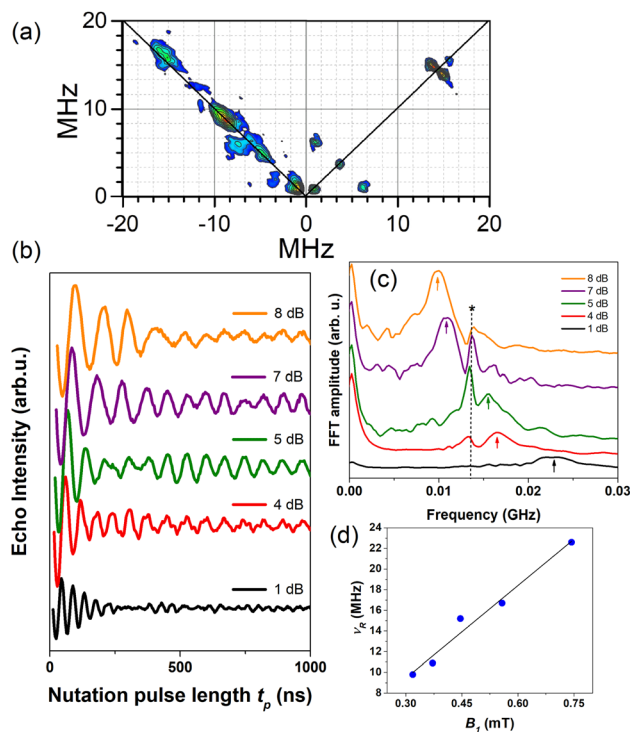 (a)
MHz
20
10
0
-20
-10
0
10
20
MHz
(b)
Echo Intensity (arb.u.)
8 dB
7 dB
5 dB
4 dB
1 dB
0
250
500
750
1000
Nutation pulse length tp (ns)
(c)
FFT amplitude (arb. u.)
*
8 dB
7 dB
5 dB
4 dB
1 dB
0.00
0.01
0.02
0.03
Frequency (GHz)
(d)
νR (MHz)
24
22
20
18
16
14
12
10
8
0.30
0.45
0.60
0.75
B1 (mT)